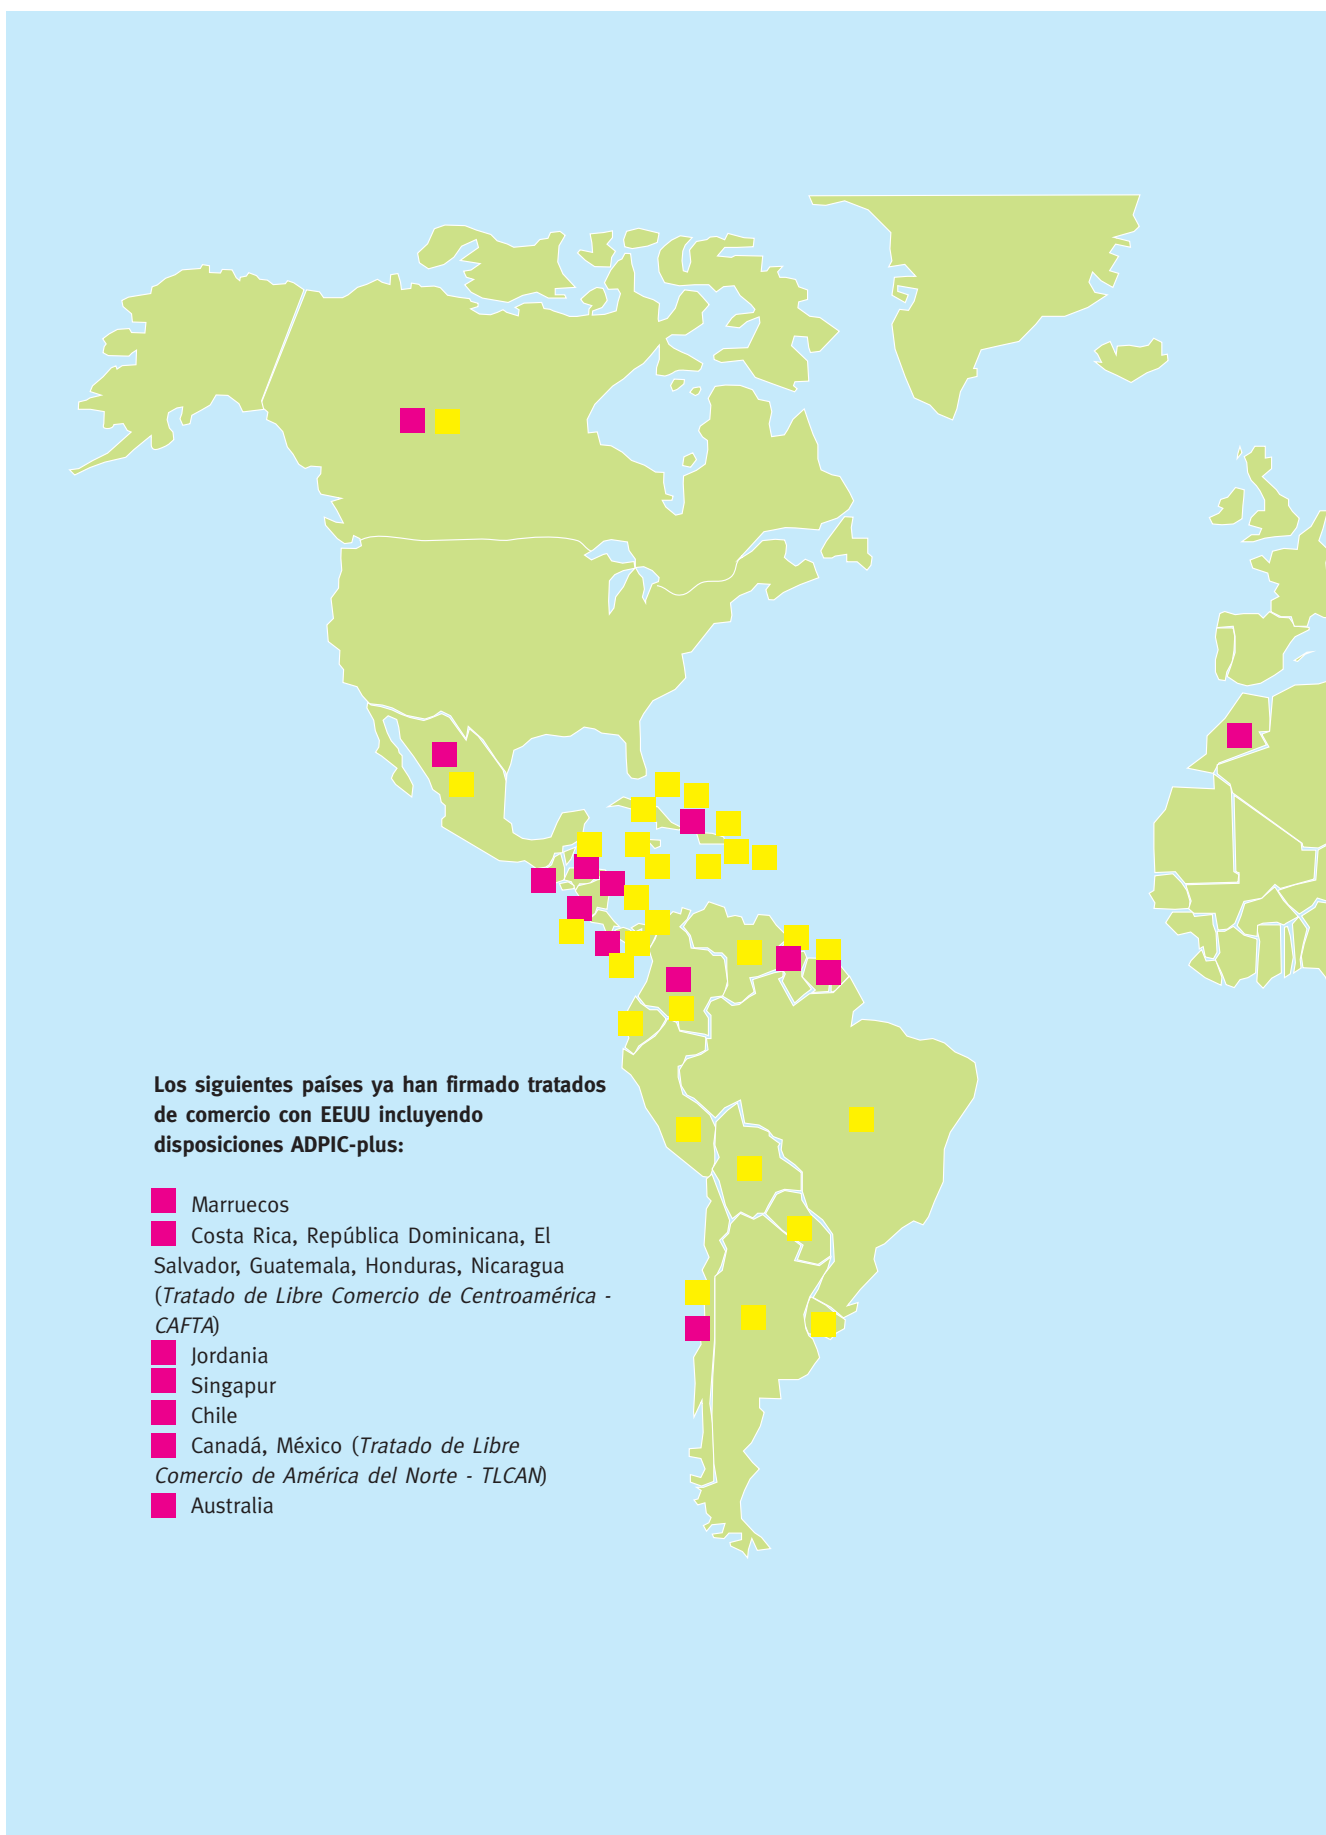 Los siguientes países ya han firmado tratados
de comercio con EEUU incluyendo
disposiciones ADPIC-plus:
Marruecos
Costa Rica, República Dominicana, El
Salvador, Guatemala, Honduras, Nicaragua
(Tratado de Libre Comercio de Centroamérica -
CAFTA)
Jordania
Singapur
Chile
Canadá, México (Tratado de Libre
Comercio de América del Norte - TLCAN)
Australia